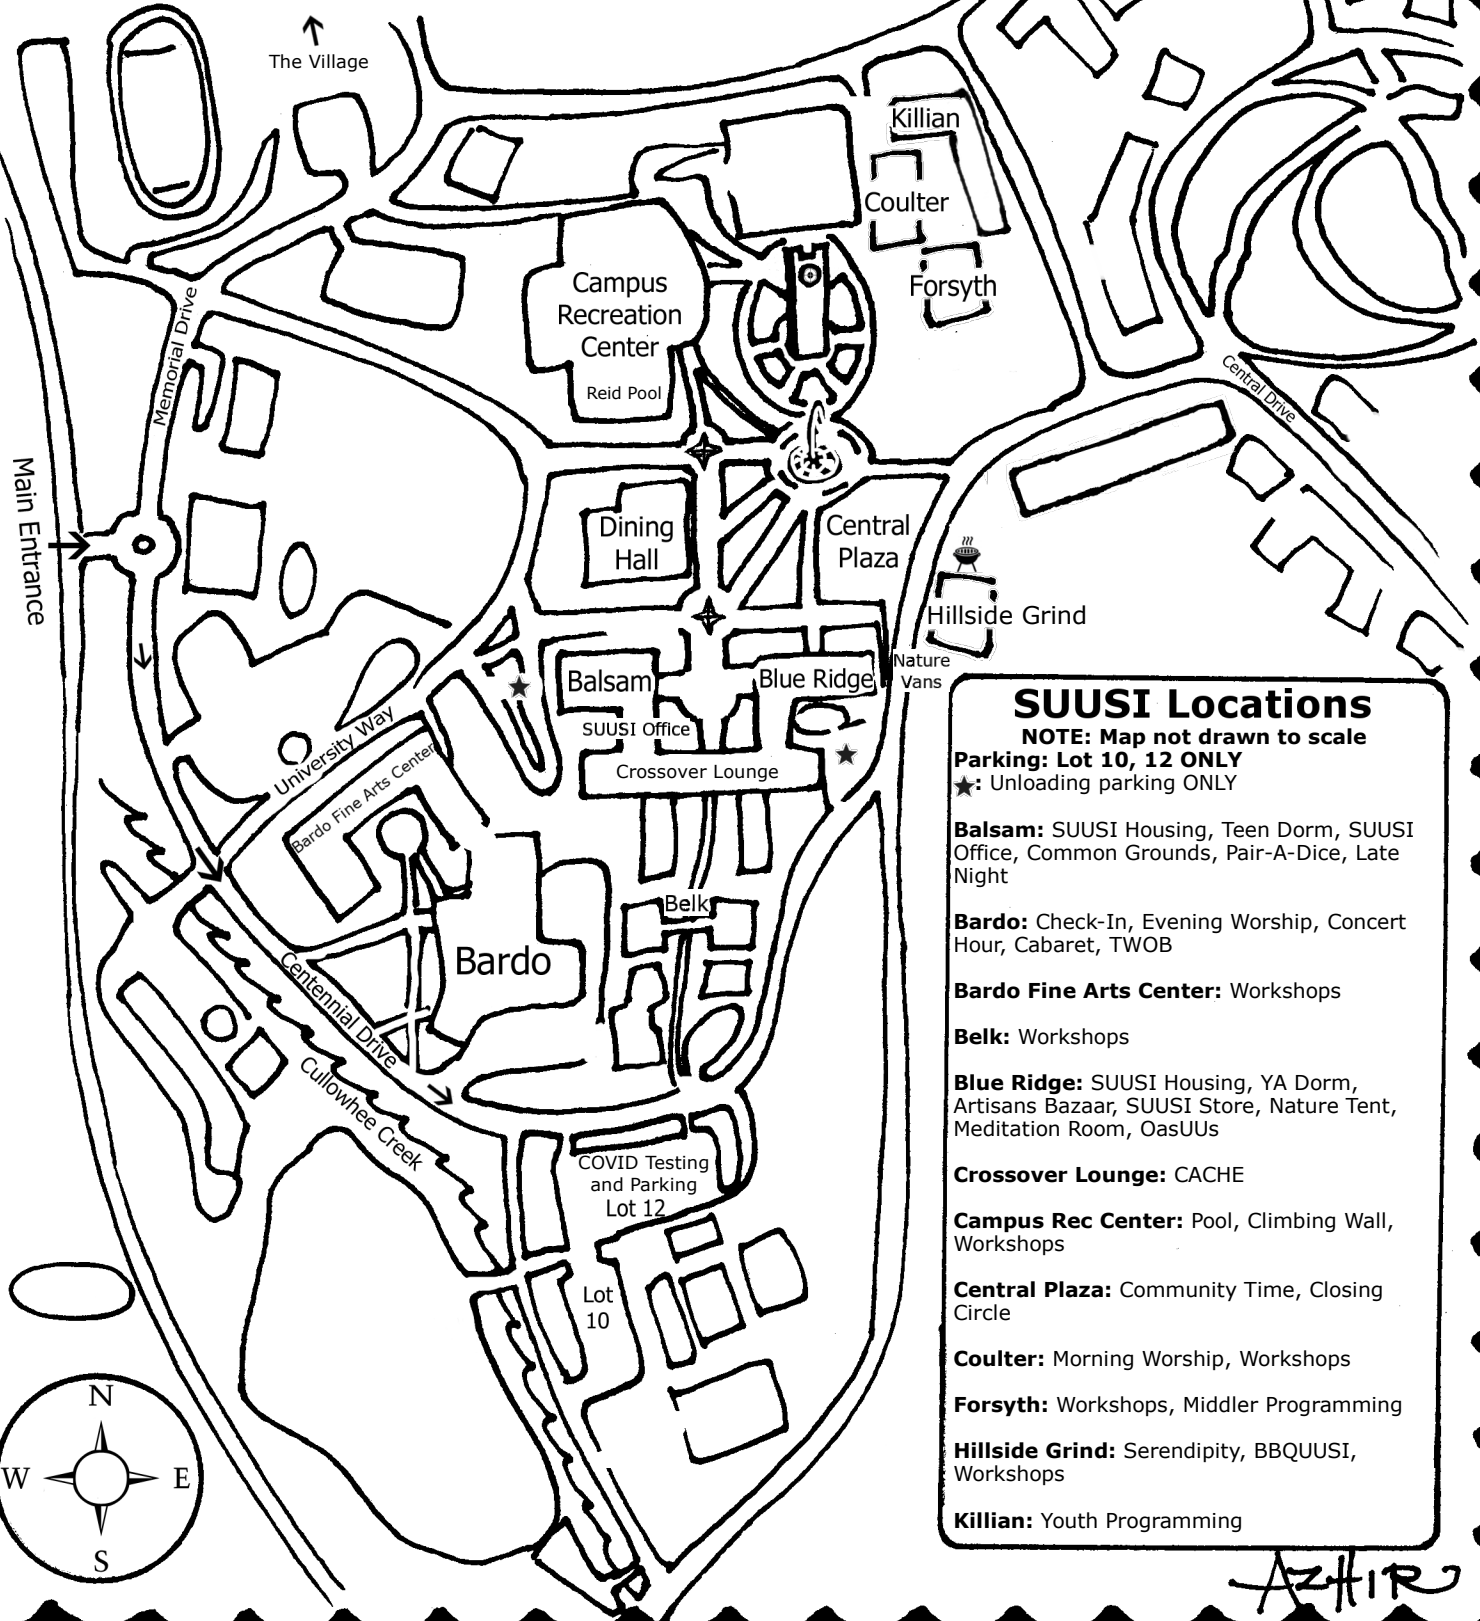 The Village
Killian
Coulter
Forsyth
Campus
Recreation
Center
Reid Pool
Memorial Drive
Central Drive
Main Entrance
Dining
Hall
Central
Plaza
Hillside Grind
Nature
Vans
Balsam
Blue Ridge
SUUSI Office
Crossover Lounge
University Way
Bardo Fine Arts Center
Belk
Bardo
Centennial Drive
Cullowhee Creek
COVID Testing
and Parking
Lot 12
Lot
10
N
W
E
S
SUUSI Locations
NOTE: Map not drawn to scale
Parking: Lot 10, 12 ONLY
★: Unloading parking ONLY
Balsam: SUUSI Housing, Teen Dorm, SUUSI
Office, Common Grounds, Pair-A-Dice, Late
Night
Bardo: Check-In, Evening Worship, Concert
Hour, Cabaret, TWOB
Bardo Fine Arts Center: Workshops
Belk: Workshops
Blue Ridge: SUUSI Housing, YA Dorm,
Artisans Bazaar, SUUSI Store, Nature Tent,
Meditation Room, OasUUs
Crossover Lounge: CACHE
Campus Rec Center: Pool, Climbing Wall,
Workshops
Central Plaza: Community Time, Closing
Circle
Coulter: Morning Worship, Workshops
Forsyth: Workshops, Middler Programming
Hillside Grind: Serendipity, BBQUUSI,
Workshops
Killian: Youth Programming
AZHIR